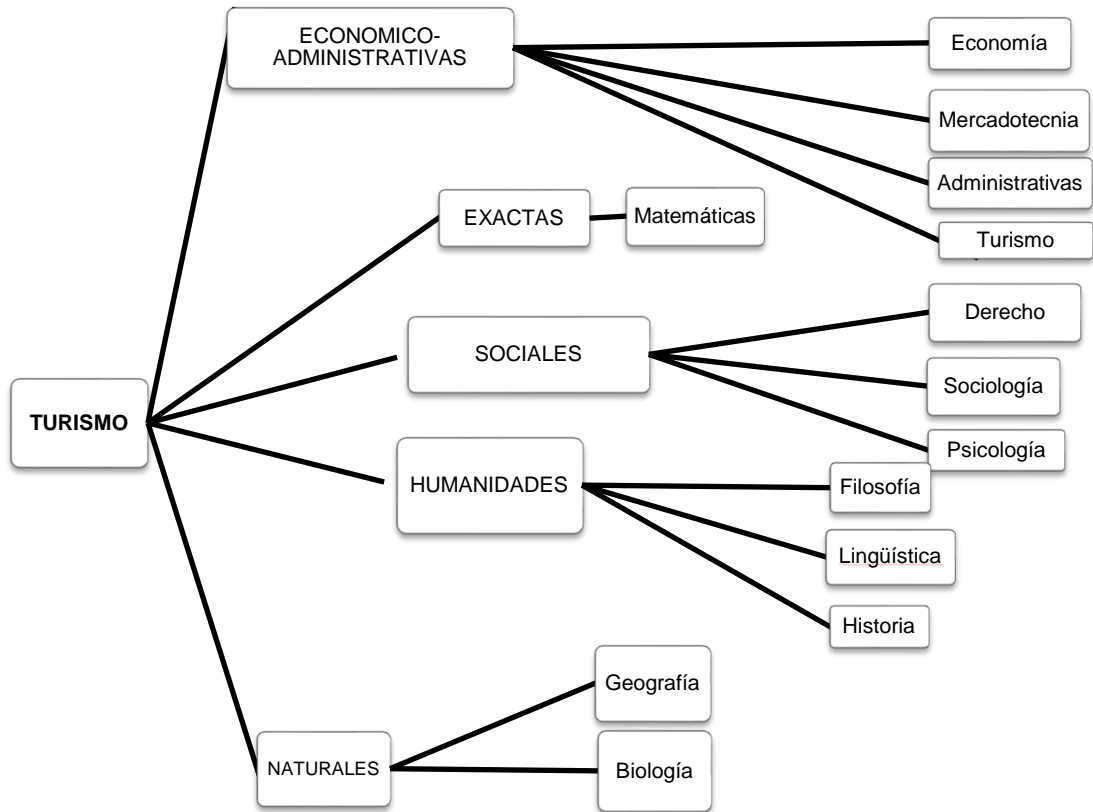 ECONOMICO-
ADMINISTRATIVAS
Economía
Mercadotecnia
Administrativas
Turismo
EXACTAS
Matemáticas
SOCIALES
Derecho
Sociología
Psicología
TURISMO
HUMANIDADES
Filosofía
Lingüística
Historia
NATURALES
Geografía
Biología